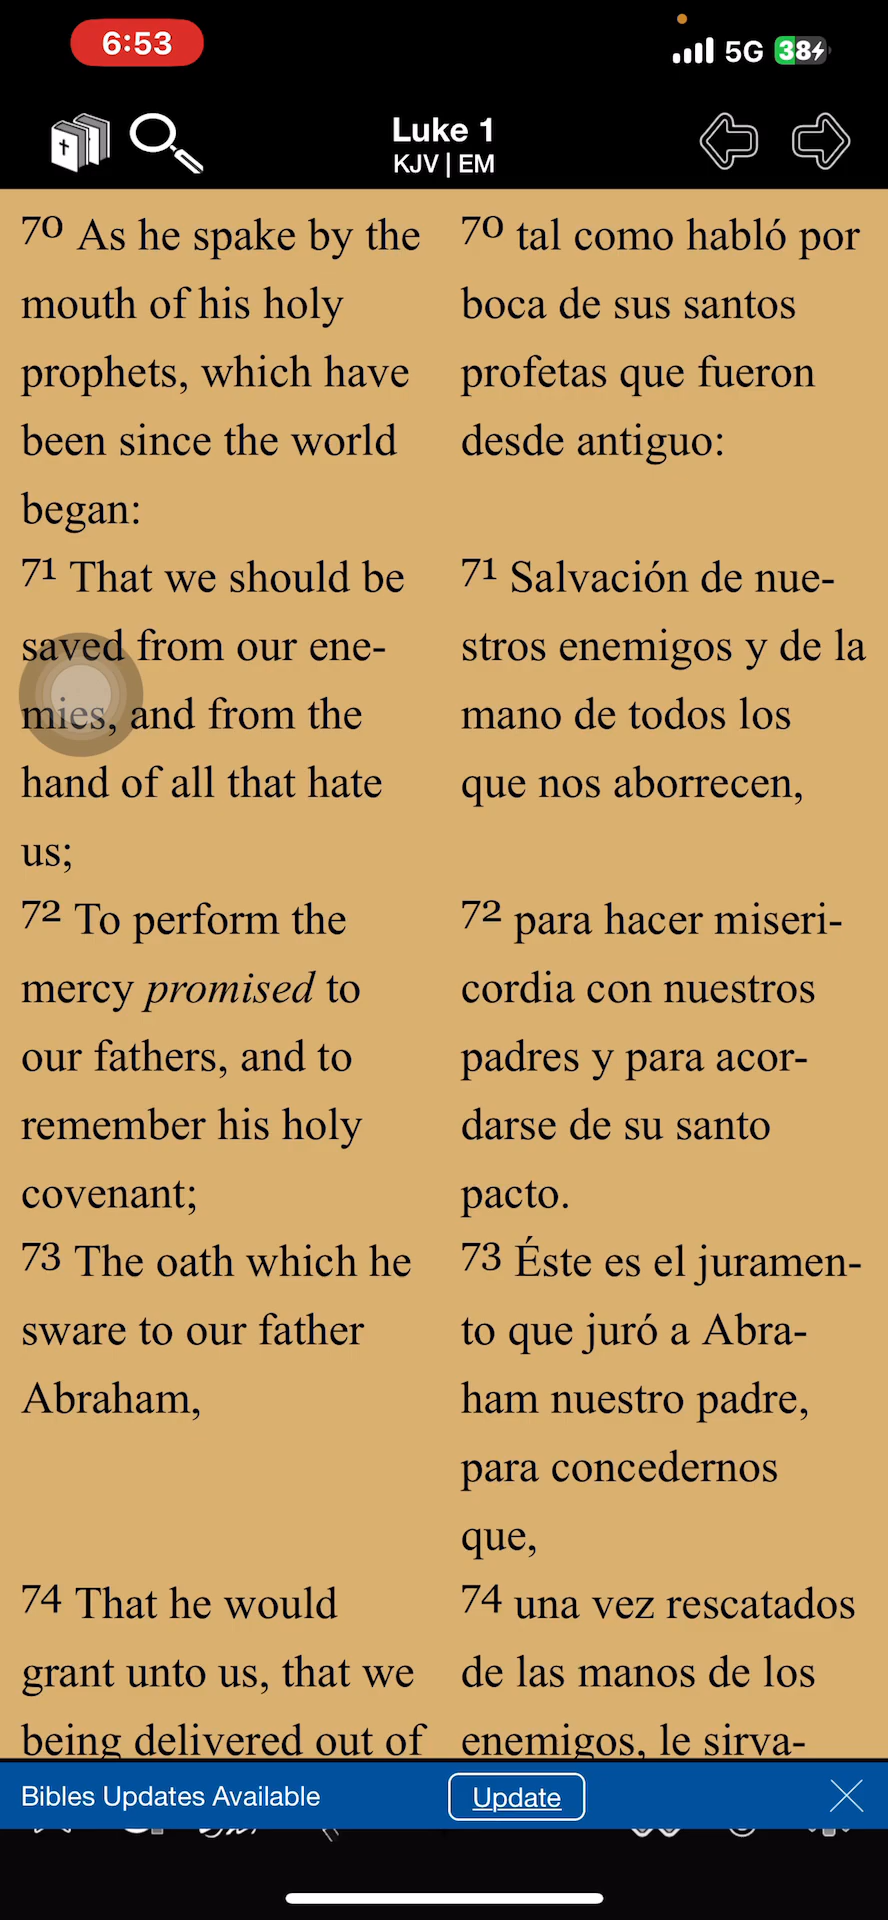 6:53
5G 38
Luke 1
KJV | EM
70 As he spake by the
mouth of his holy
prophets, which have
been since the world
began:
71 That we should be
saved from our ene-
mies, and from the
hand of all that hate
us;
72 To perform the
mercy promised to
our fathers, and to
remember his holy
covenant;
73 The oath which he
sware to our father
Abraham,
74 That he would
grant unto us, that we
being delivered out of
70 tal como habló por
boca de sus santos
profetas que fueron
desde antiguo:
71 Salvación de nue-
stros enemigos y de la
mano de todos los
que nos aborrecen,
72 para hacer miseri-
cordia con nuestros
padres y para acor-
darse de su santo
pacto.
73 Éste es el juramen-
to que juró a Abra-
ham nuestro padre,
para concedernos
que,
74 una vez rescatados
de las manos de los
enemigos, le sirva-
Bibles Updates Available
Update